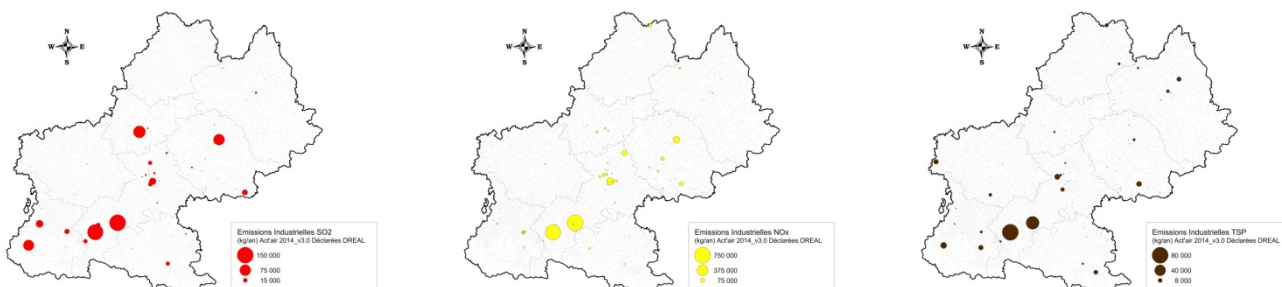 N
W E
S
Emissions Industrielles SO2
(kg/an) Act'air 2014_v3.0 Déclarées DREAL
150 000
75 000
15 000
N
W E
S
Emissions Industrielles NOx
(kg/an) Act'air 2014_v3.0 Déclarées DREAL
750 000
375 000
75 000
N
W E
S
Emissions Industrielles TSP
(kg/an) Act'air 2014_v3.0 Déclarées DREAL
80 000
40 000
8 000